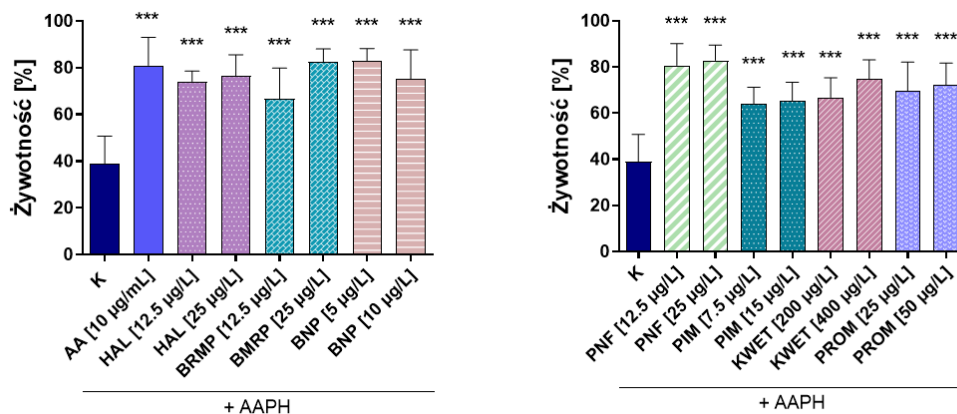 Żywotność [%]
100
80
60
40
20
0
***
***
***
***
***
***
***
K
AA [10 µg/mL]
HAL [12.5 µg/L]
HAL [25 µg/L]
BRMP [12.5 µg/L]
BMRP [25 µg/L]
BNP [5 µg/L]
BNP [10 µg/L]
+ AAPH
Żywotność [%]
100
80
60
40
20
0
***
***
***
***
***
***
***
***
K
PNF [12.5 µg/L]
PNF [25 µg/L]
PIM [7.5 µg/L]
PIM [15 µg/L]
KWET [200 µg/L]
KWET [400 µg/L]
PROM [25 µg/L]
PROM [50 µg/L]
+ AAPH